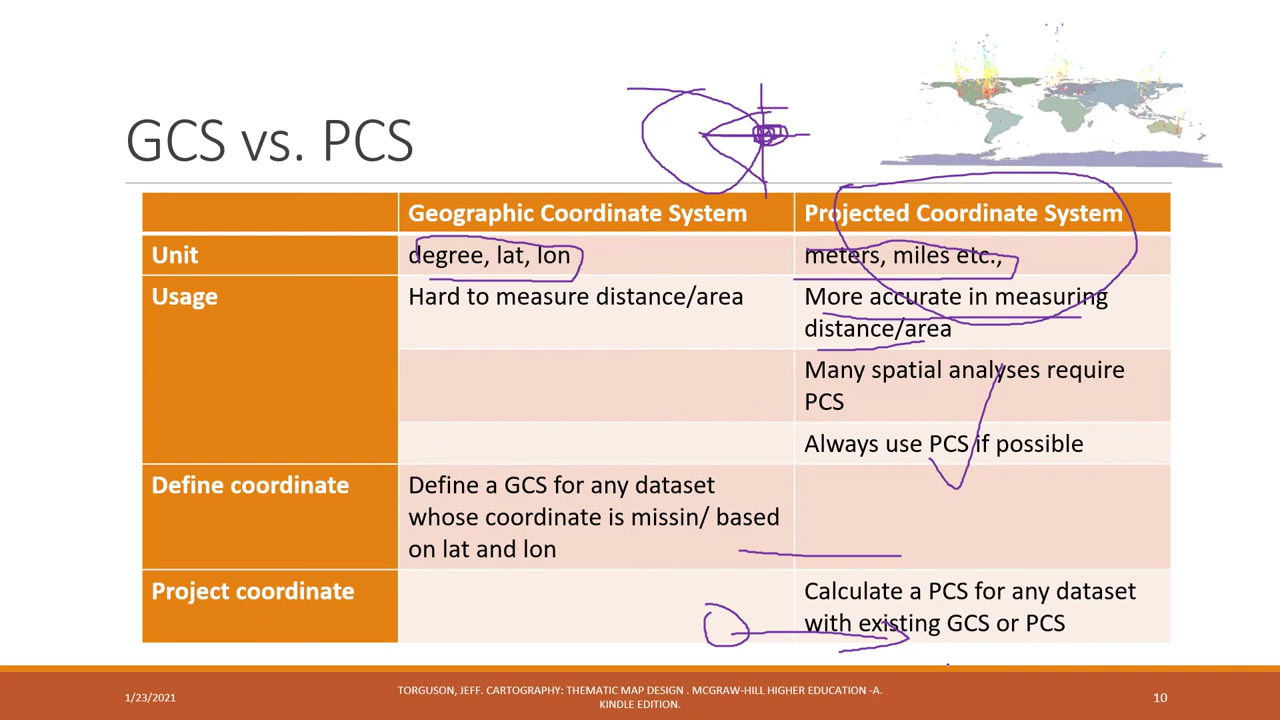 GCS vs. PCS
Geographic Coordinate System
Projected Coordinate System
Unit
degree, lat, lon
meters, miles etc.,
Usage
Hard to measure distance/area
More accurate in measuring
distance/area
Many spatial analyses require
PCS
Always use PCS if possible
Define coordinate
Define a GCS for any dataset
whose coordinate is missin/ based
on lat and lon
Project coordinate
Calculate a PCS for any dataset
with existing GCS or PCS
1/23/2021
TORGUSON, JEFF. CARTOGRAPHY: THEMATIC MAP DESIGN . MCGRAW-HILL HIGHER EDUCATION -A.
KINDLE EDITION.
10